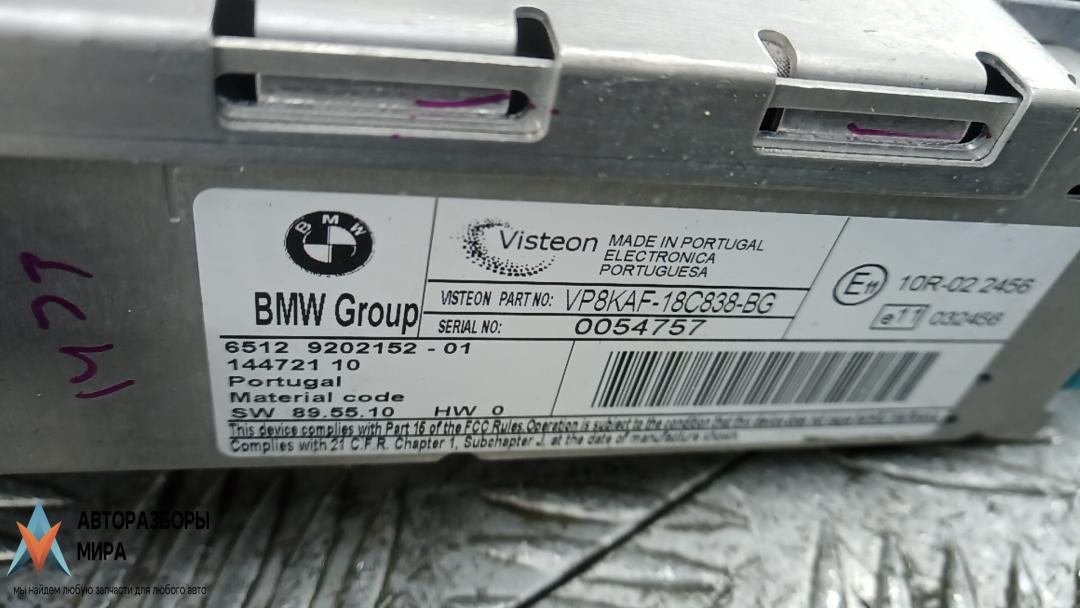 BMW
BMW Group
Visteon
MADE IN PORTUGAL
ELECTRONICA
PORTUGUESA
VISTEON PART NO: VP8KAF-18C838-BG
SERIAL NO: 0054757
E11 10R-02 2456
e11 032456
6512 9202152 - 01
144721 10
Portugal
Material code
SW 89.55.10 HW 0
This device complies with Part 15 of the FCC Rules. Operation is subject to the condition that this device does not
Complies with 21 C.F.R. Chapter 1, Subchapter J, at the date of manufacture shown
АВТОРАЗБОРЫ
МИРА
мы найдем любую запчасти для любого авто